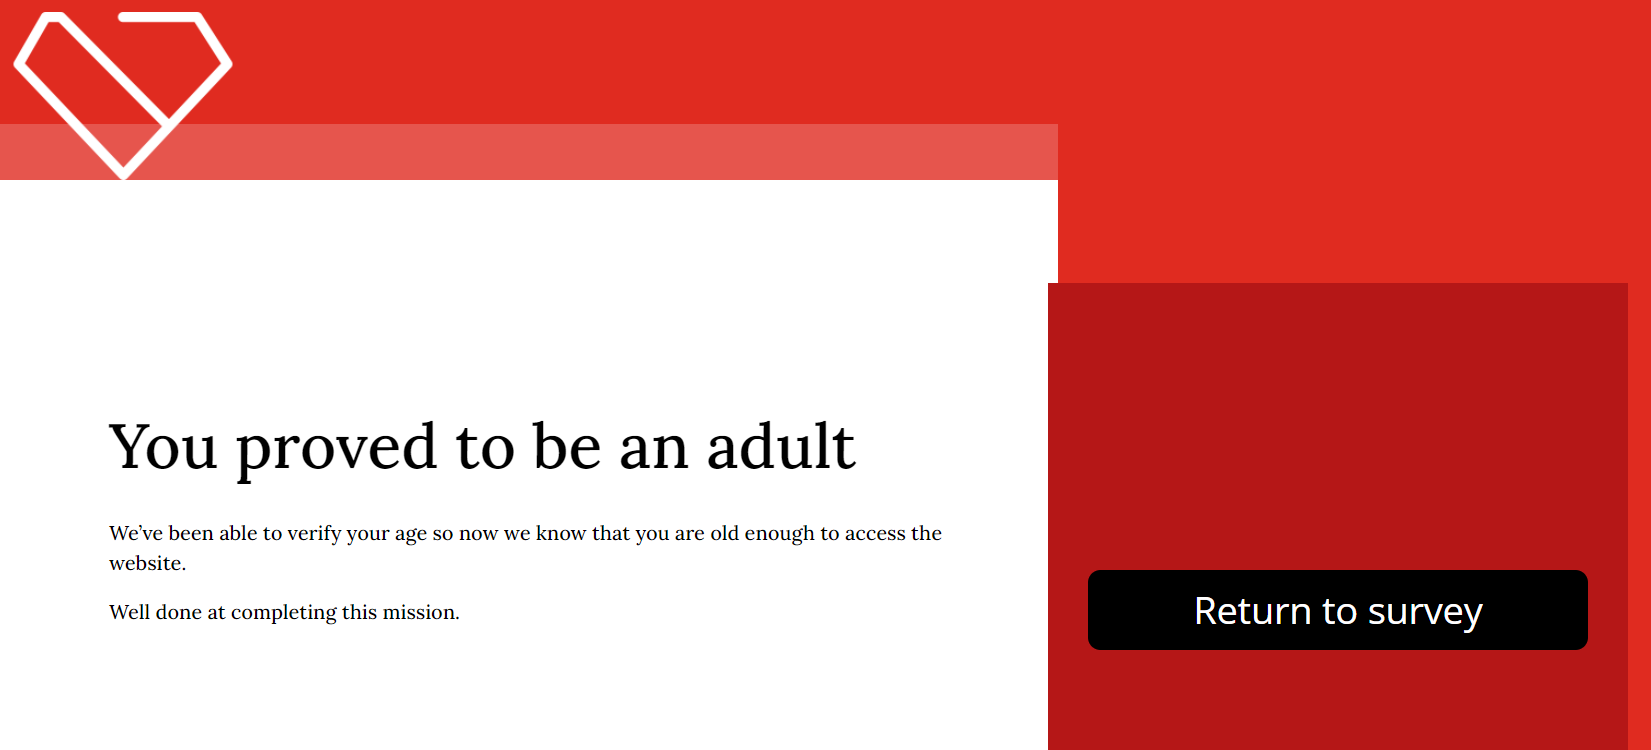 You proved to be an adult
We’ve been able to verify your age so now we know that you are old enough to access the
website.
Well done at completing this mission.
Return to survey